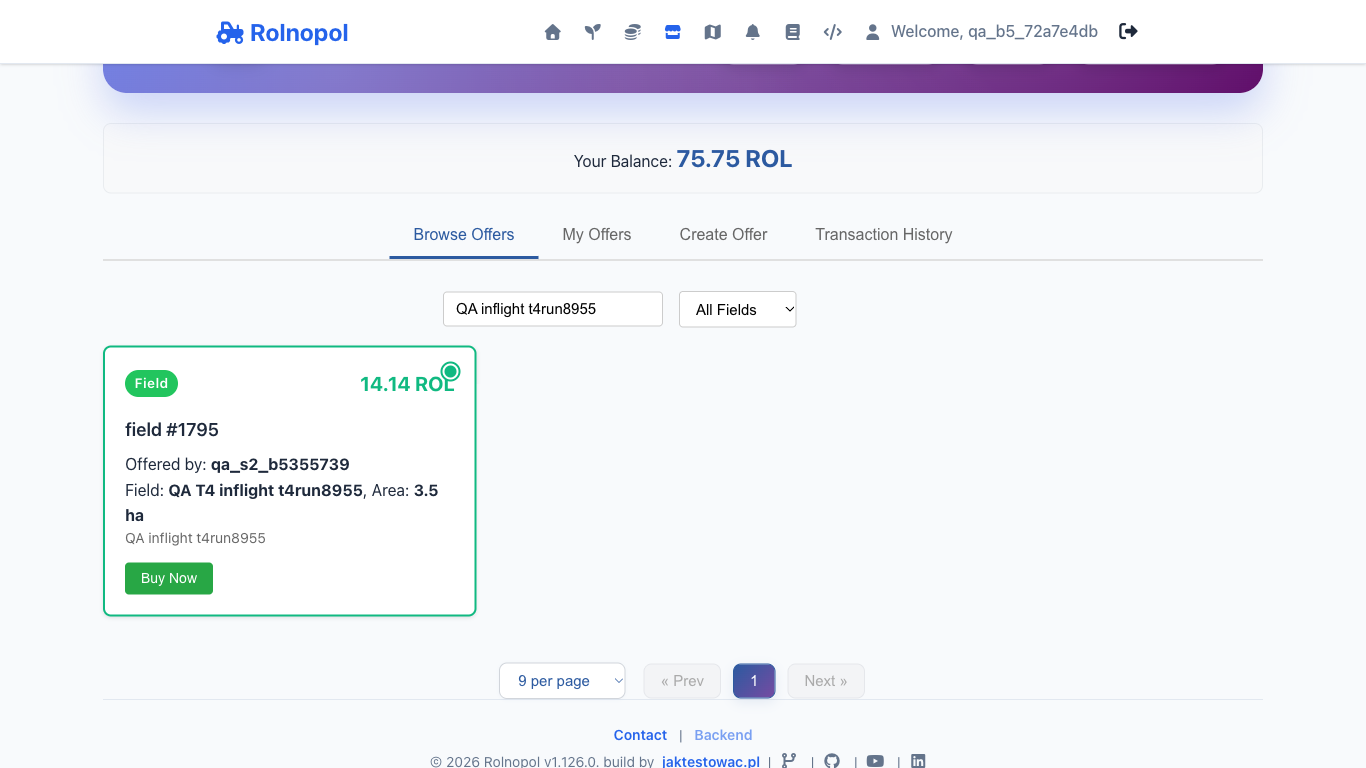 Rolnopol
Welcome, qa_b5_72a7e4db
Your Balance: 75.75 ROL
Browse Offers
My Offers
Create Offer
Transaction History
QA inflight t4run8955
All Fields
Field
14.14 ROL
field #1795
Offered by: qa_s2_b5355739
Field: QA T4 inflight t4run8955, Area: 3.5
ha
QA inflight t4run8955
Buy Now
9 per page
« Prev
1
Next »
Contact | Backend
© 2026 Rolnopol v1.126.0. build by jaktestowac.pl | | | |